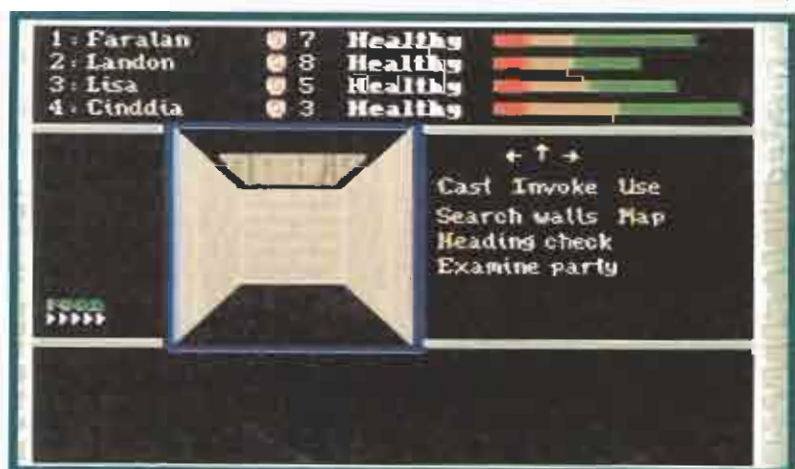 1: Faralan 7 Healthy
2: Landon 8 Healthy
3: Lisa 5 Healthy
4: Cinddia 3 Healthy
← ↑ →
Cast Invoke Use
Search walls Map
Heading check
Examine party
FOOD